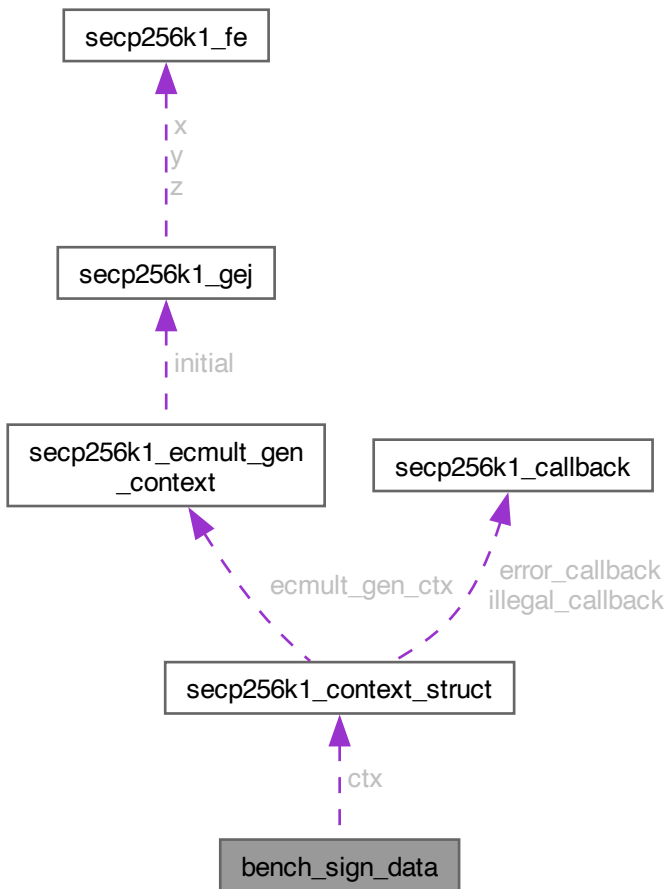 secp256k1_fe
x
y
z
secp256k1_gej
initial
secp256k1_ecmult_gen
_context
secp256k1_callback
ecmult_gen_ctx
error_callback
illegal_callback
secp256k1_context_struct
ctx
bench_sign_data